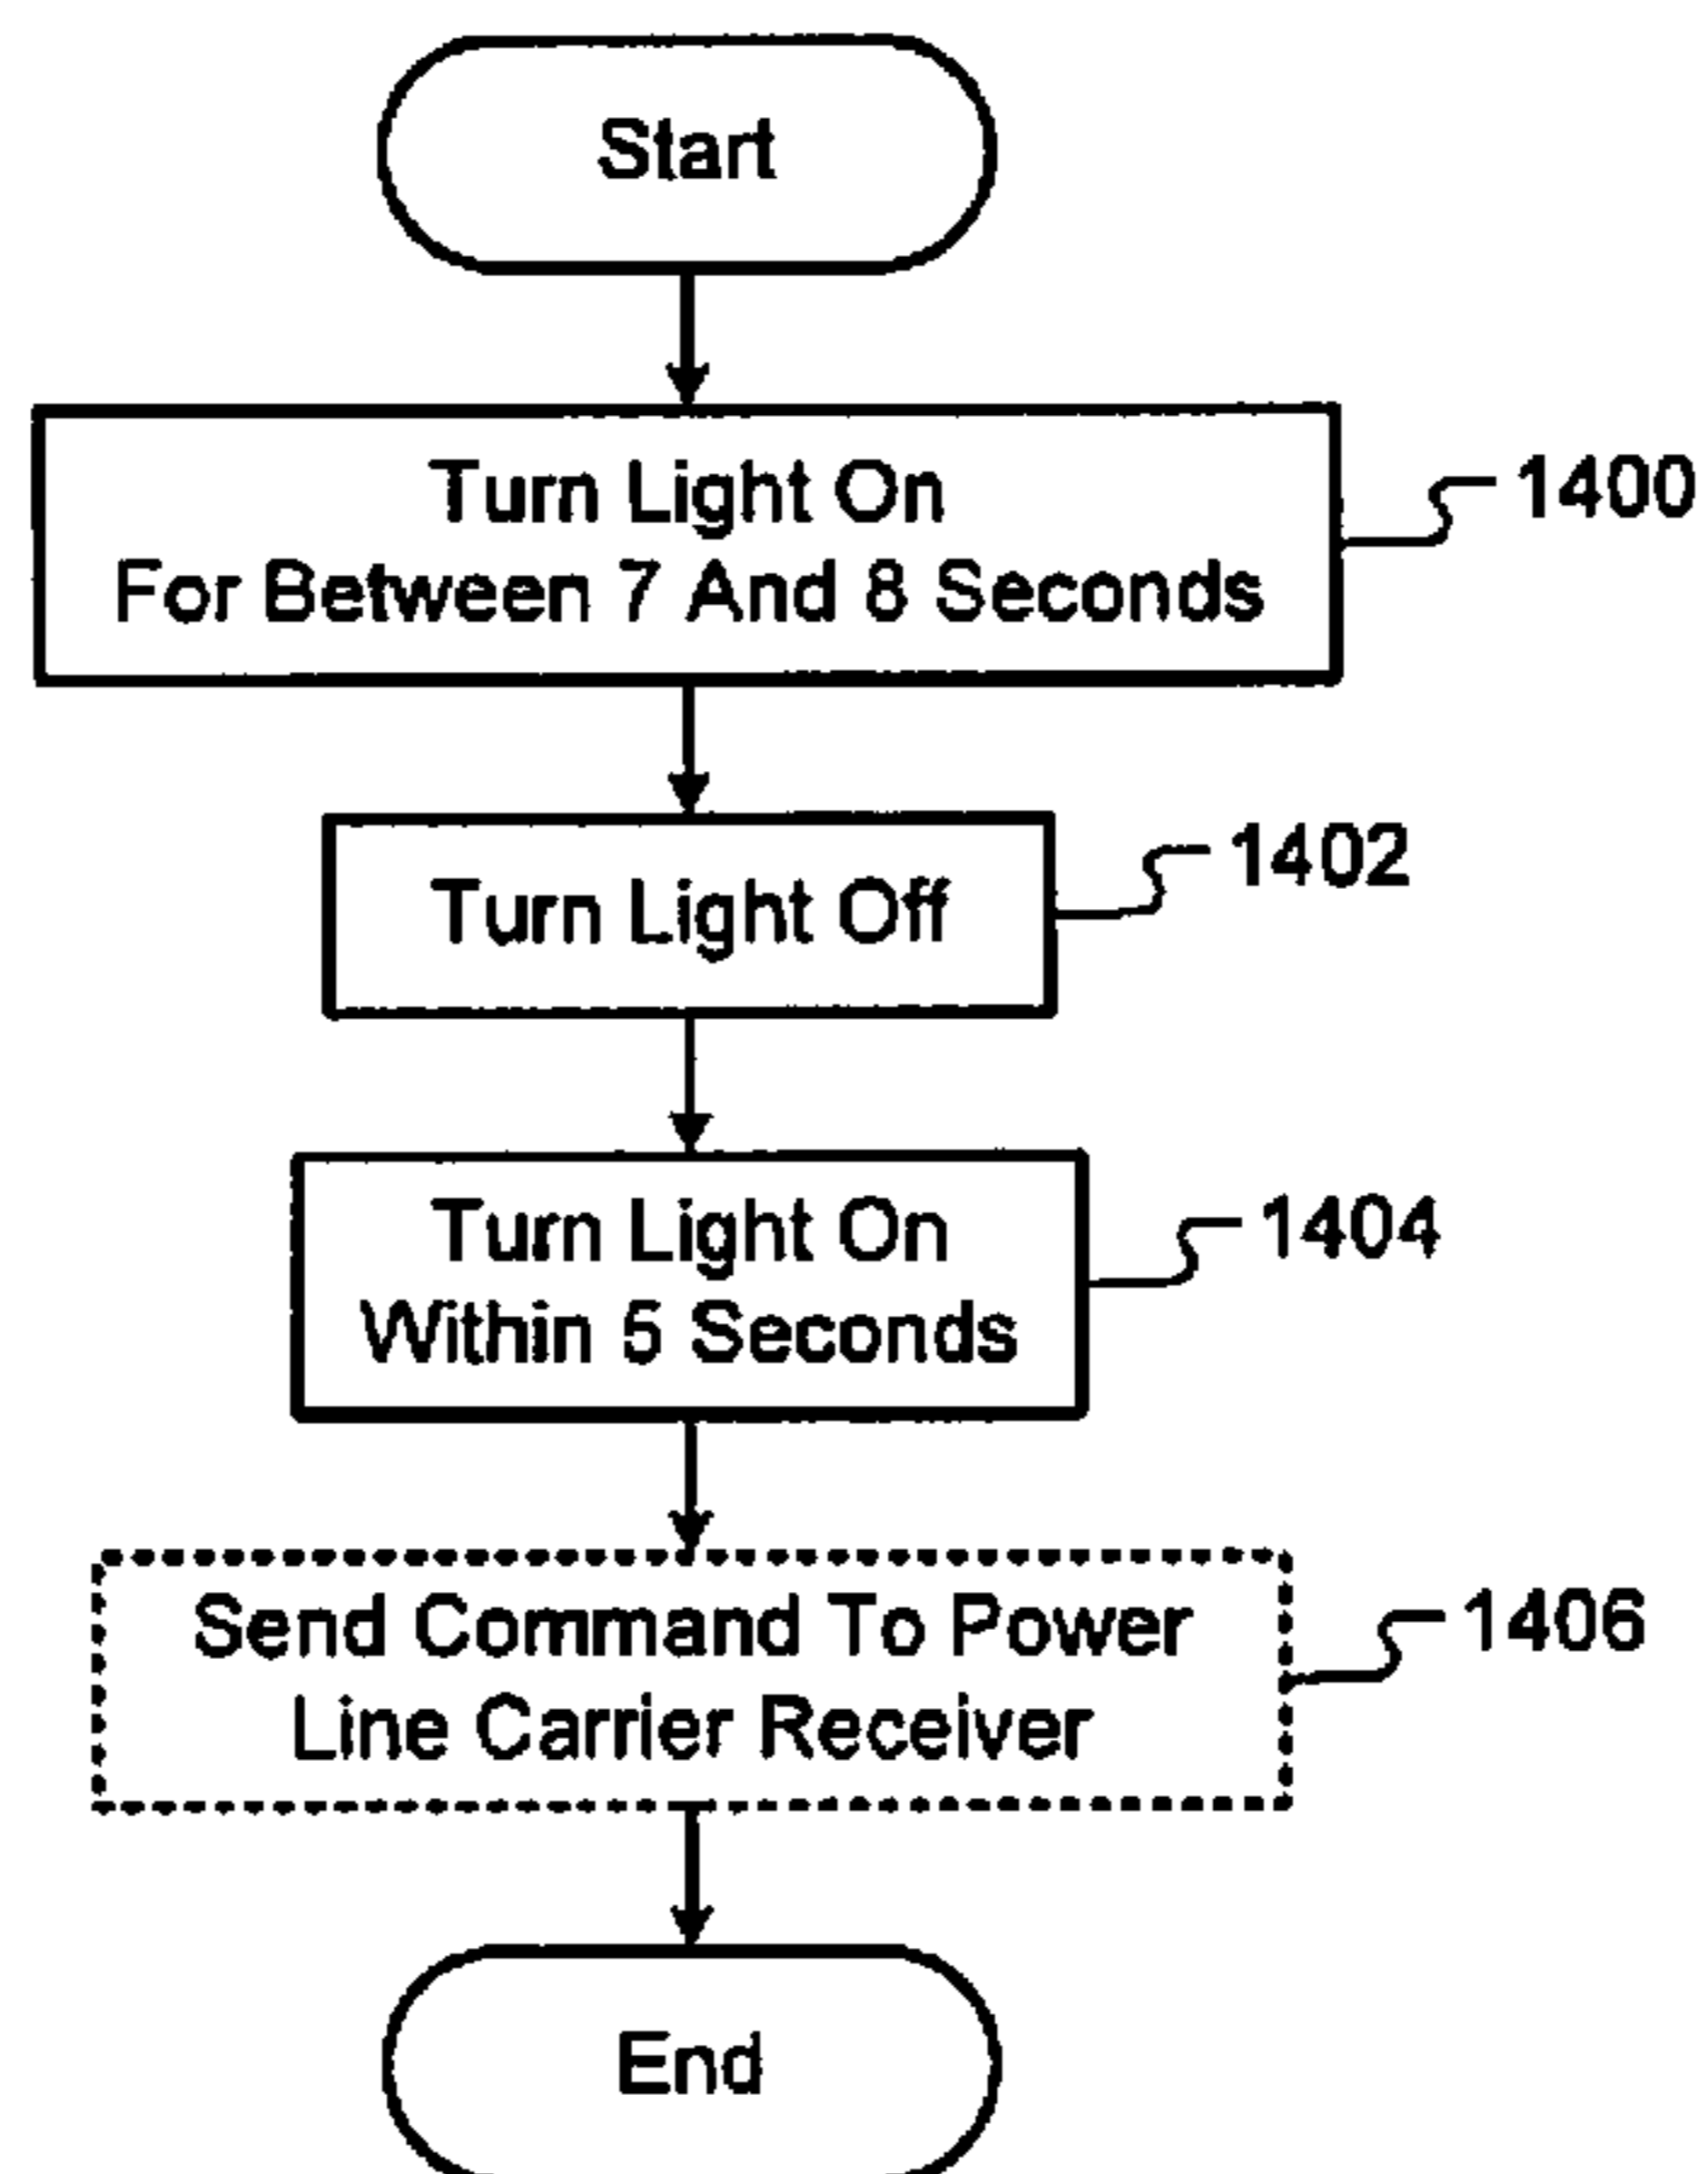 Start
Turn Light On
For Between 7 And 8 Seconds
1400
Turn Light Off
1402
Turn Light On
Within 5 Seconds
1404
Send Command To Power
Line Carrier Receiver
1406
End